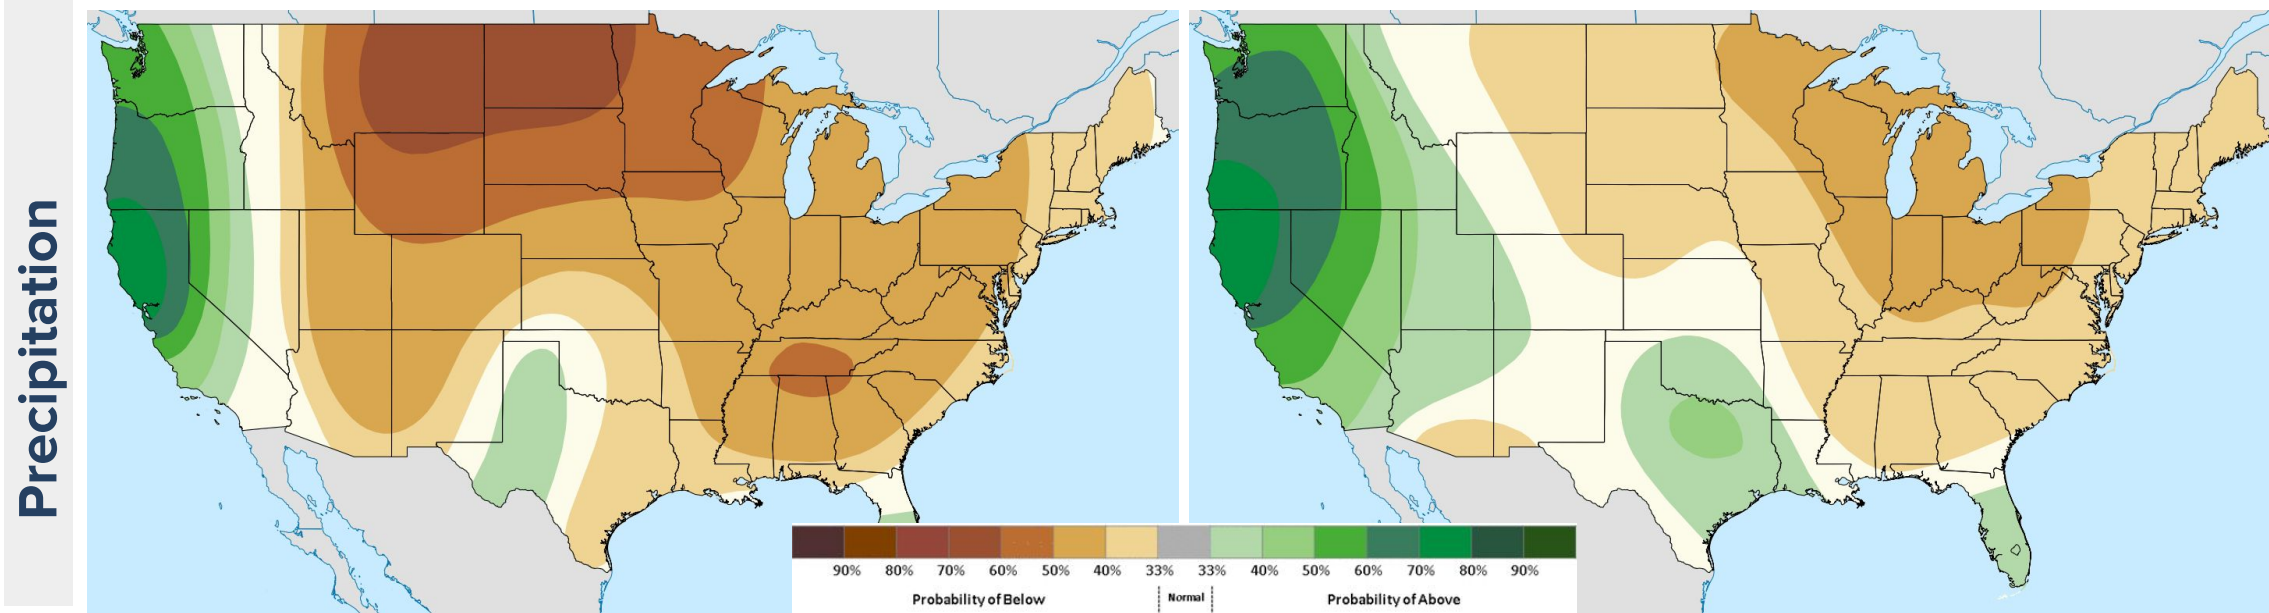 Precipitation
90% 80% 70% 60% 50% 40% 33% 33% 40% 50% 60% 70% 80% 90%
Probability of Below Normal Probability of Above